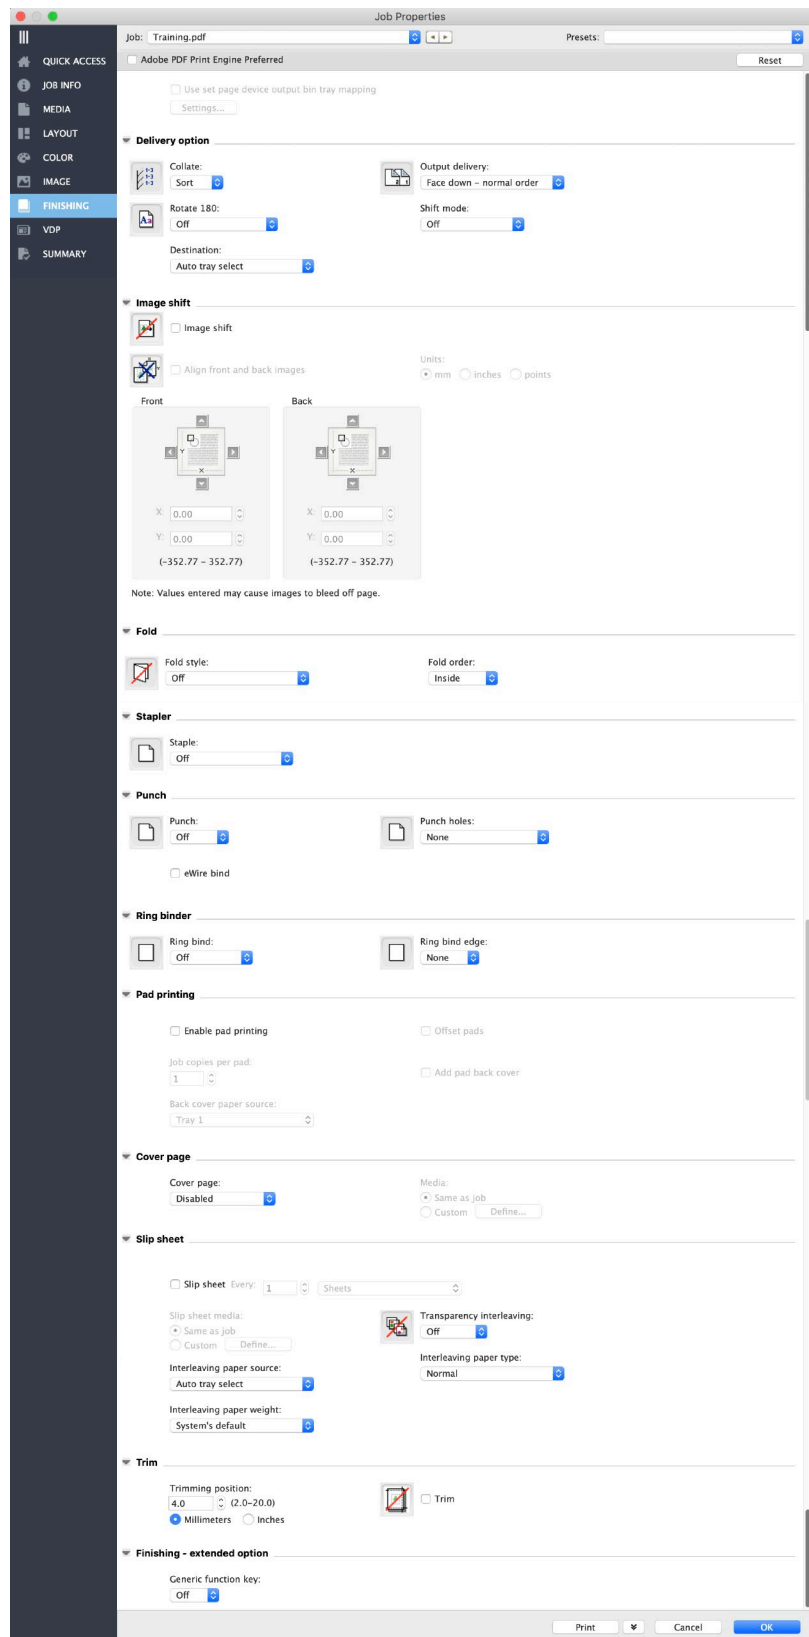 Job Properties
Job: Training.pdf Presets:
Adobe PDF Print Engine Preferred Reset
QUICK ACCESS
JOB INFO
MEDIA
LAYOUT
COLOR
IMAGE
FINISHING
VDP
SUMMARY
Use set page device output bin tray mapping
Settings...
Delivery option
Collate: Output delivery:
Sort Face down – normal order
Rotate 180: Shift mode:
Off Off
Destination:
Auto tray select
Image shift
Image shift
Align front and back images Units:
mm inches points
Front Back
Y Y
X X
X: 0.00 X: 0.00
Y: 0.00 Y: 0.00
(-352.77 – 352.77) (-352.77 – 352.77)
Note: Values entered may cause images to bleed off page.
Fold
Fold style: Fold order:
Off Inside
Stapler
Staple:
Off
Punch
Punch: Punch holes:
Off None
eWire bind
Ring binder
Ring bind: Ring bind edge:
Off None
Pad printing
Enable pad printing Offset pads
Job copies per pad:
1 Add pad back cover
Back cover paper source:
Tray 1
Cover page
Cover page: Media:
Disabled Same as job
Custom Define...
Slip sheet
Slip sheet Every: 1 Sheets
Slip sheet media: Transparency interleaving:
Same as job Off
Custom Define...
Interleaving paper source: Interleaving paper type:
Auto tray select Normal
Interleaving paper weight:
System's default
Trim
Trimming position:
4.0 (2.0–20.0) Trim
Millimeters Inches
Finishing - extended option
Generic function key:
Off
Print Cancel OK